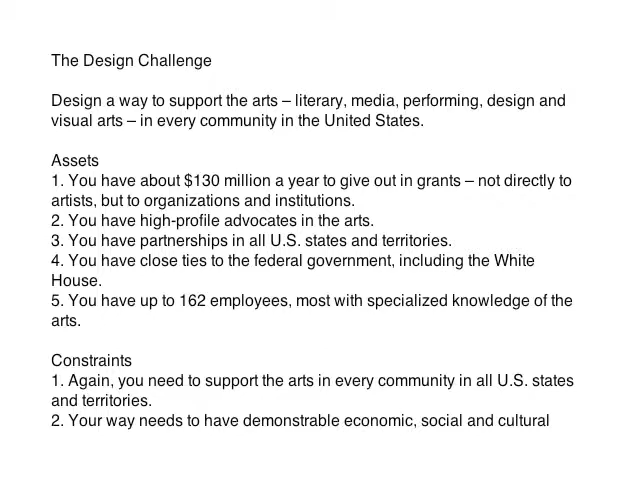 The Design Challenge
Design a way to support the arts – literary, media, performing, design and
visual arts – in every community in the United States.
Assets
1. You have about $130 million a year to give out in grants – not directly to
artists, but to organizations and institutions.
2. You have high-profile advocates in the arts.
3. You have partnerships in all U.S. states and territories.
4. You have close ties to the federal government, including the White
House.
5. You have up to 162 employees, most with specialized knowledge of the
arts.
Constraints
1. Again, you need to support the arts in every community in all U.S. states
and territories.
2. Your way needs to have demonstrable economic, social and cultural